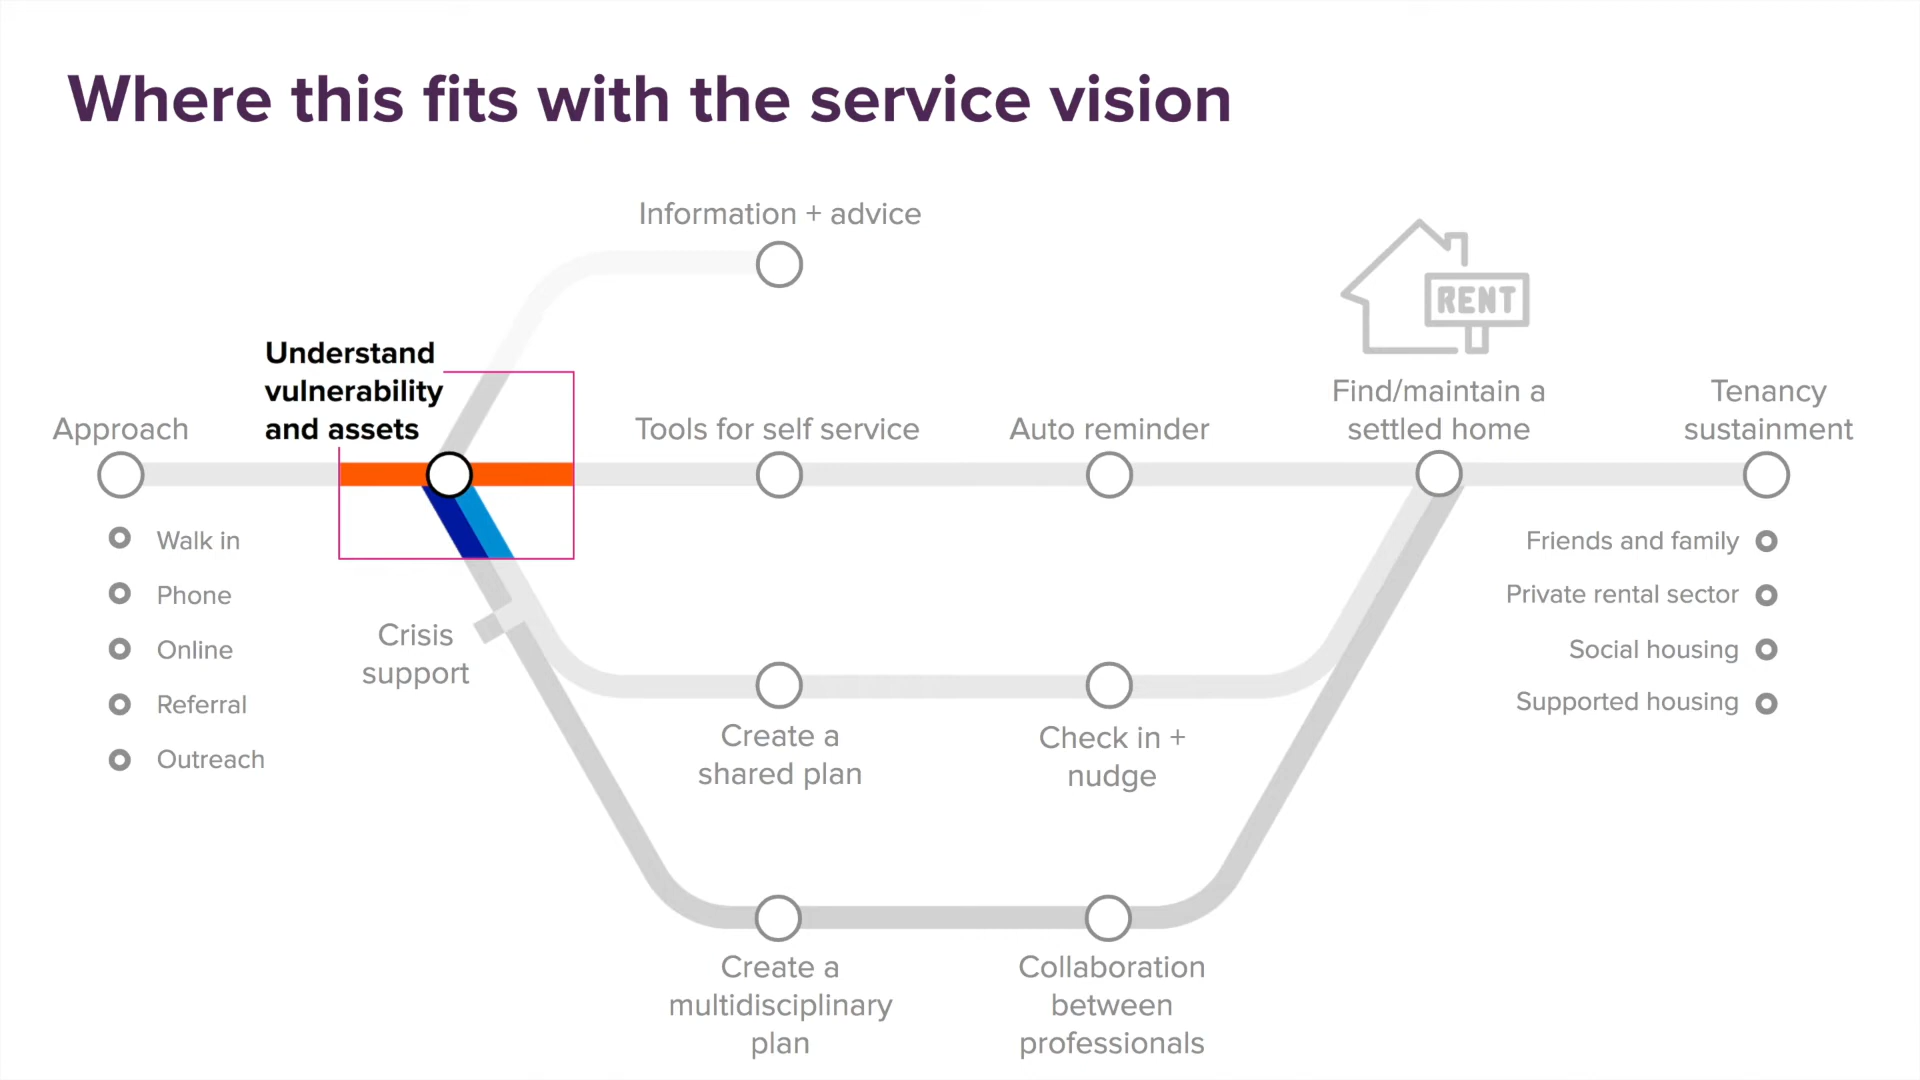 Where this fits with the service vision
Information + advice
RENT
Understand
vulnerability
and assets
Approach
Tools for self service
Auto reminder
Find/maintain a
settled home
Tenancy
sustainment
Walk in
Phone
Online
Referral
Outreach
Crisis
support
Friends and family
Private rental sector
Social housing
Supported housing
Create a
shared plan
Check in +
nudge
Create a
multidisciplinary
plan
Collaboration
between
professionals